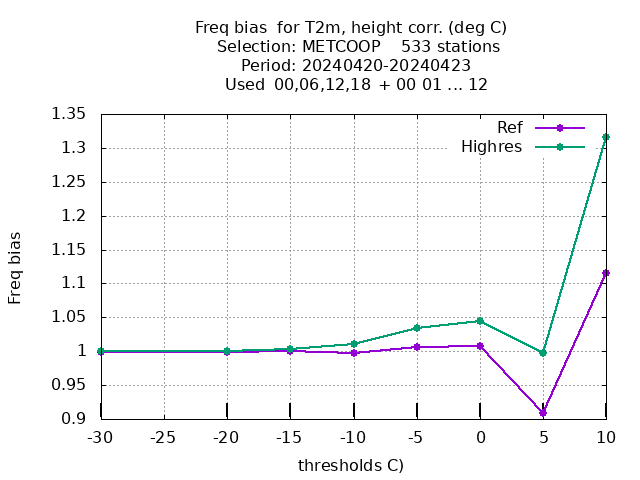 Freq bias  for T2m, height corr. (deg C)
Selection: METCOOP    533 stations
Period: 20240420-20240423
Used  00,06,12,18 + 00 01 ... 12
1.35
1.3
1.25
1.2
1.15
1.1
1.05
1
0.95
0.9
Freq bias
Ref
Highres
-30 -25 -20 -15 -10 -5 0 5 10
thresholds C)